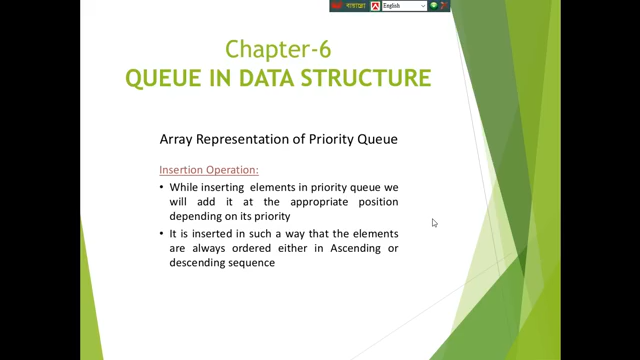 English
Chapter-6
QUEUE IN DATA STRUCTURE
Array Representation of Priority Queue
Insertion Operation:
• While inserting elements in priority queue we
will add it at the appropriate position
depending on its priority
• It is inserted in such a way that the elements
are always ordered either in Ascending or
descending sequence